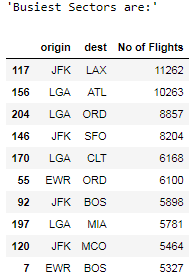 'Busiest Sectors are:'
origin dest No of Flights
117 JFK LAX 11262
156 LGA ATL 10263
204 LGA ORD 8857
146 JFK SFO 8204
170 LGA CLT 6168
55 EWR ORD 6100
92 JFK BOS 5898
197 LGA MIA 5781
120 JFK MCO 5464
7 EWR BOS 5327